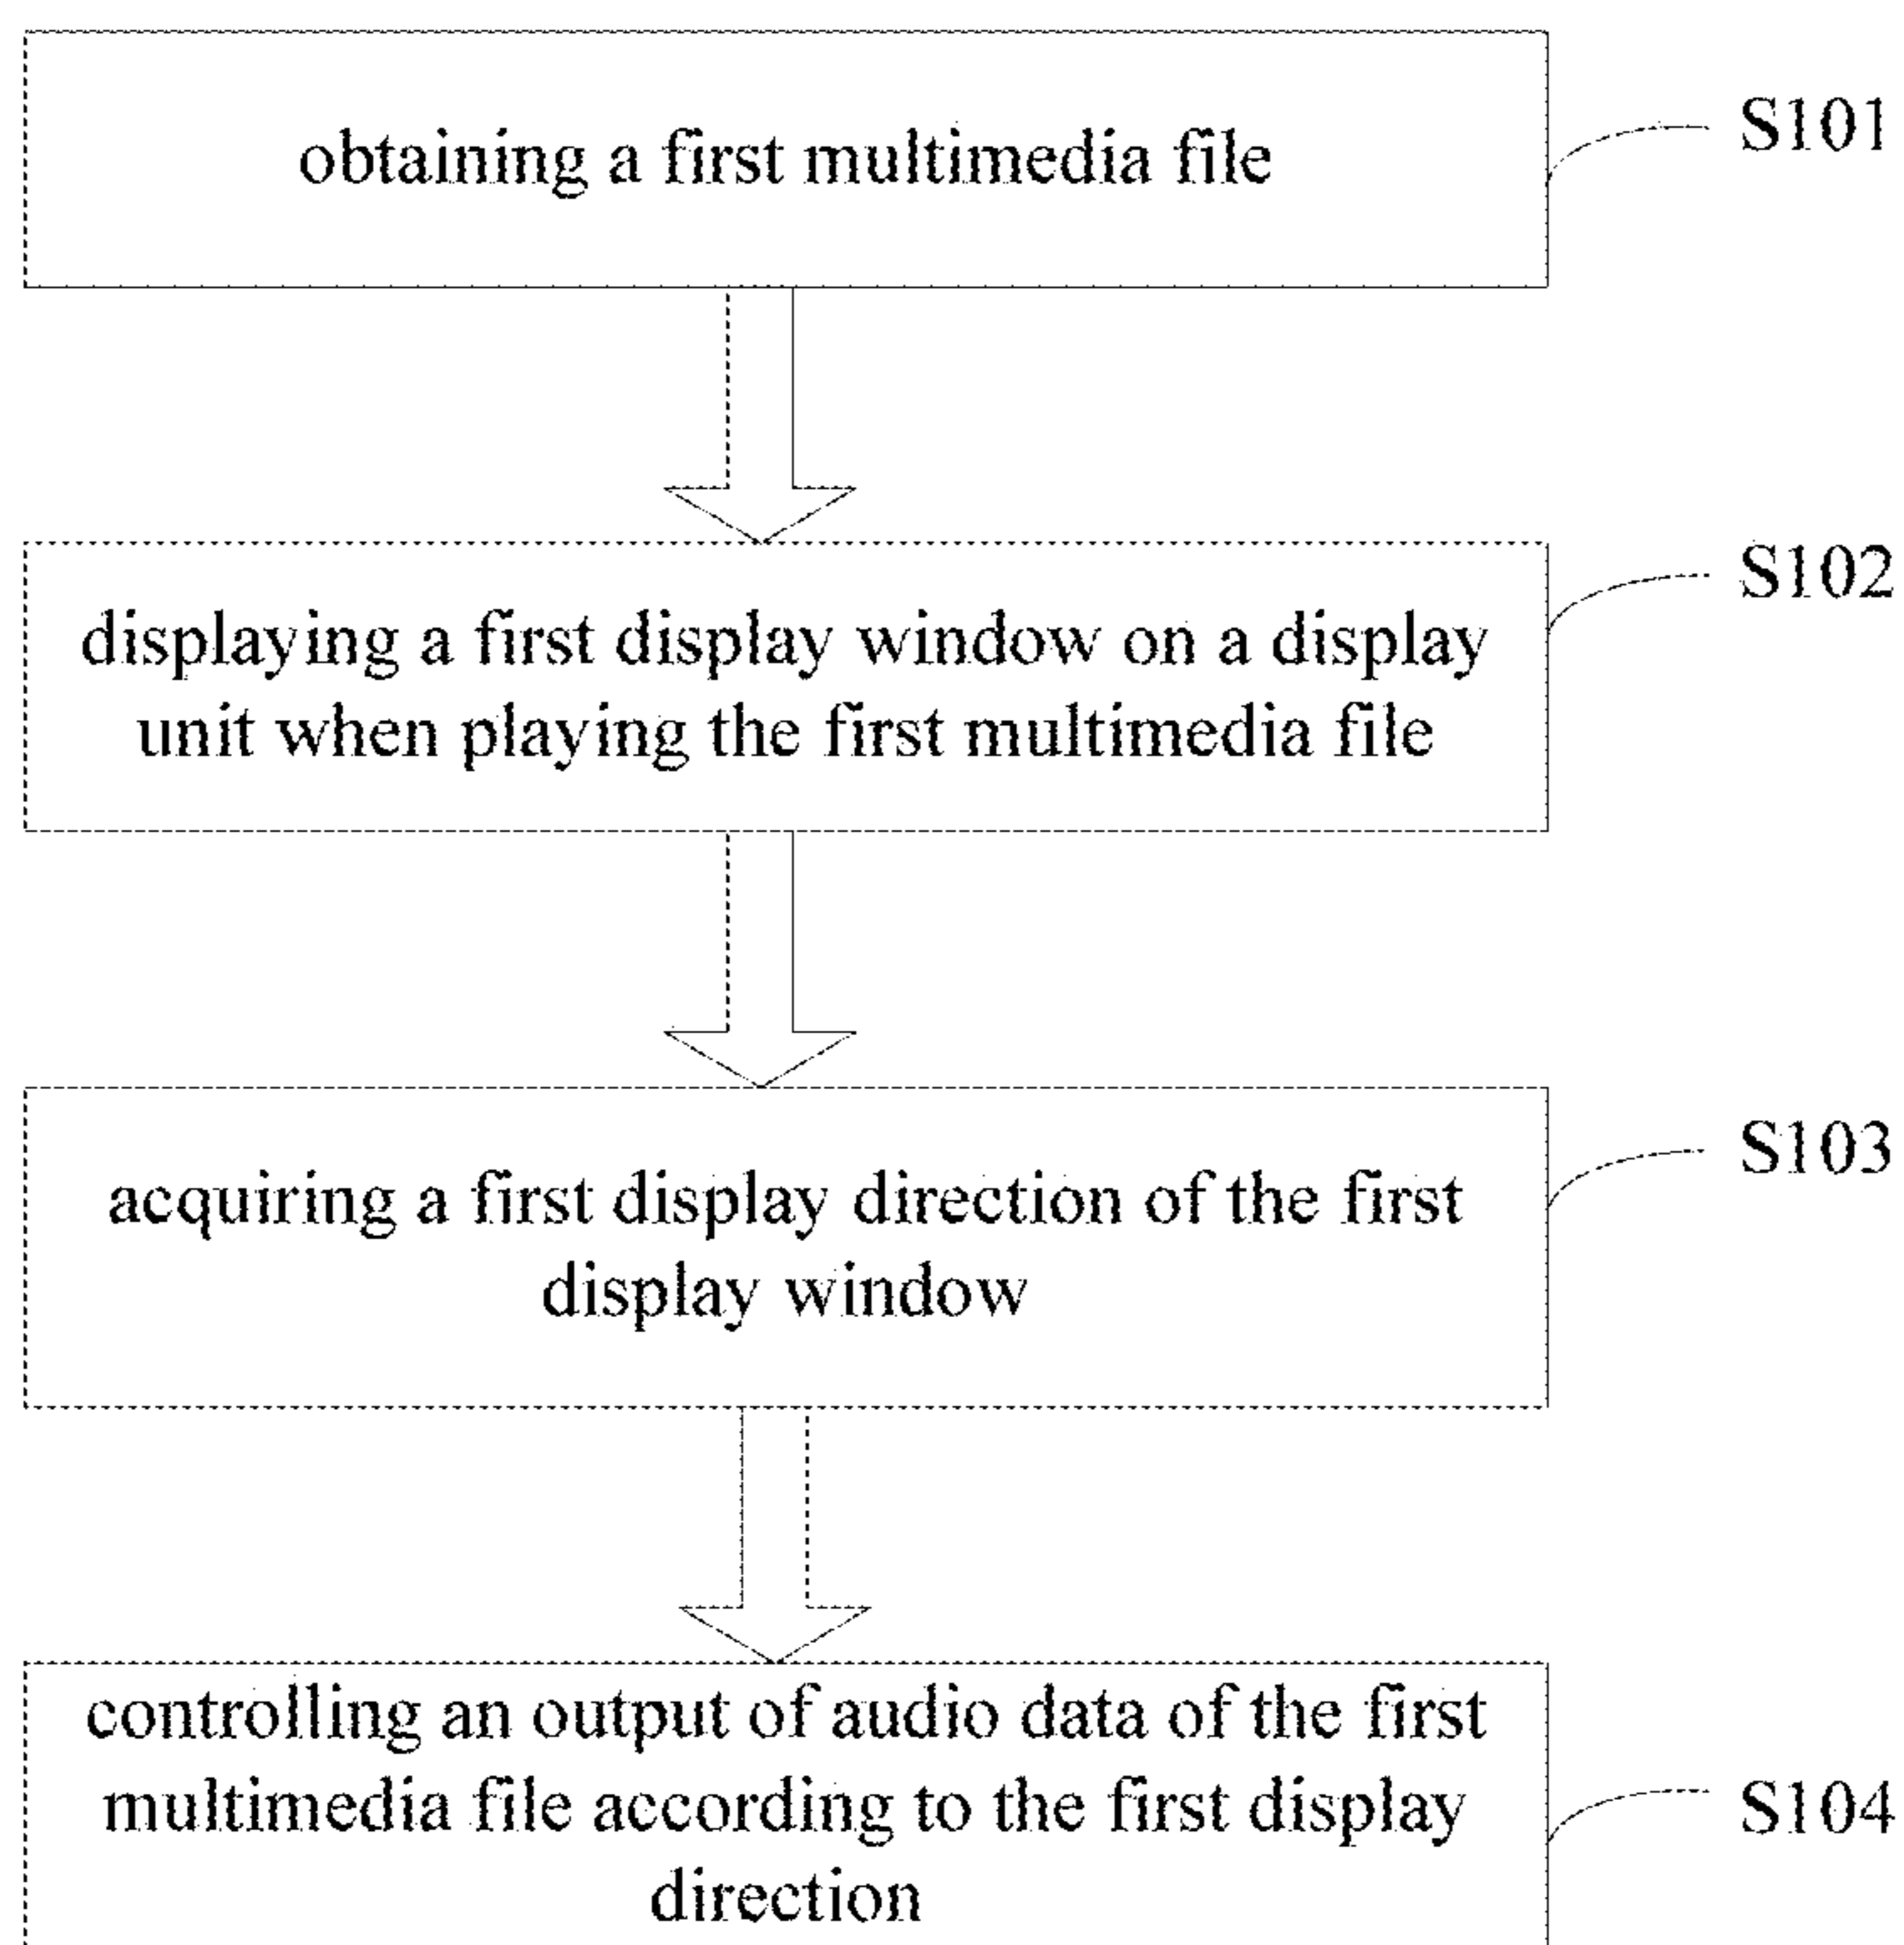 obtaining a first multimedia file
S101
displaying a first display window on a display
unit when playing the first multimedia file
S102
acquiring a first display direction of the first
display window
S103
controlling an output of audio data of the first
multimedia file according to the first display
direction
S104